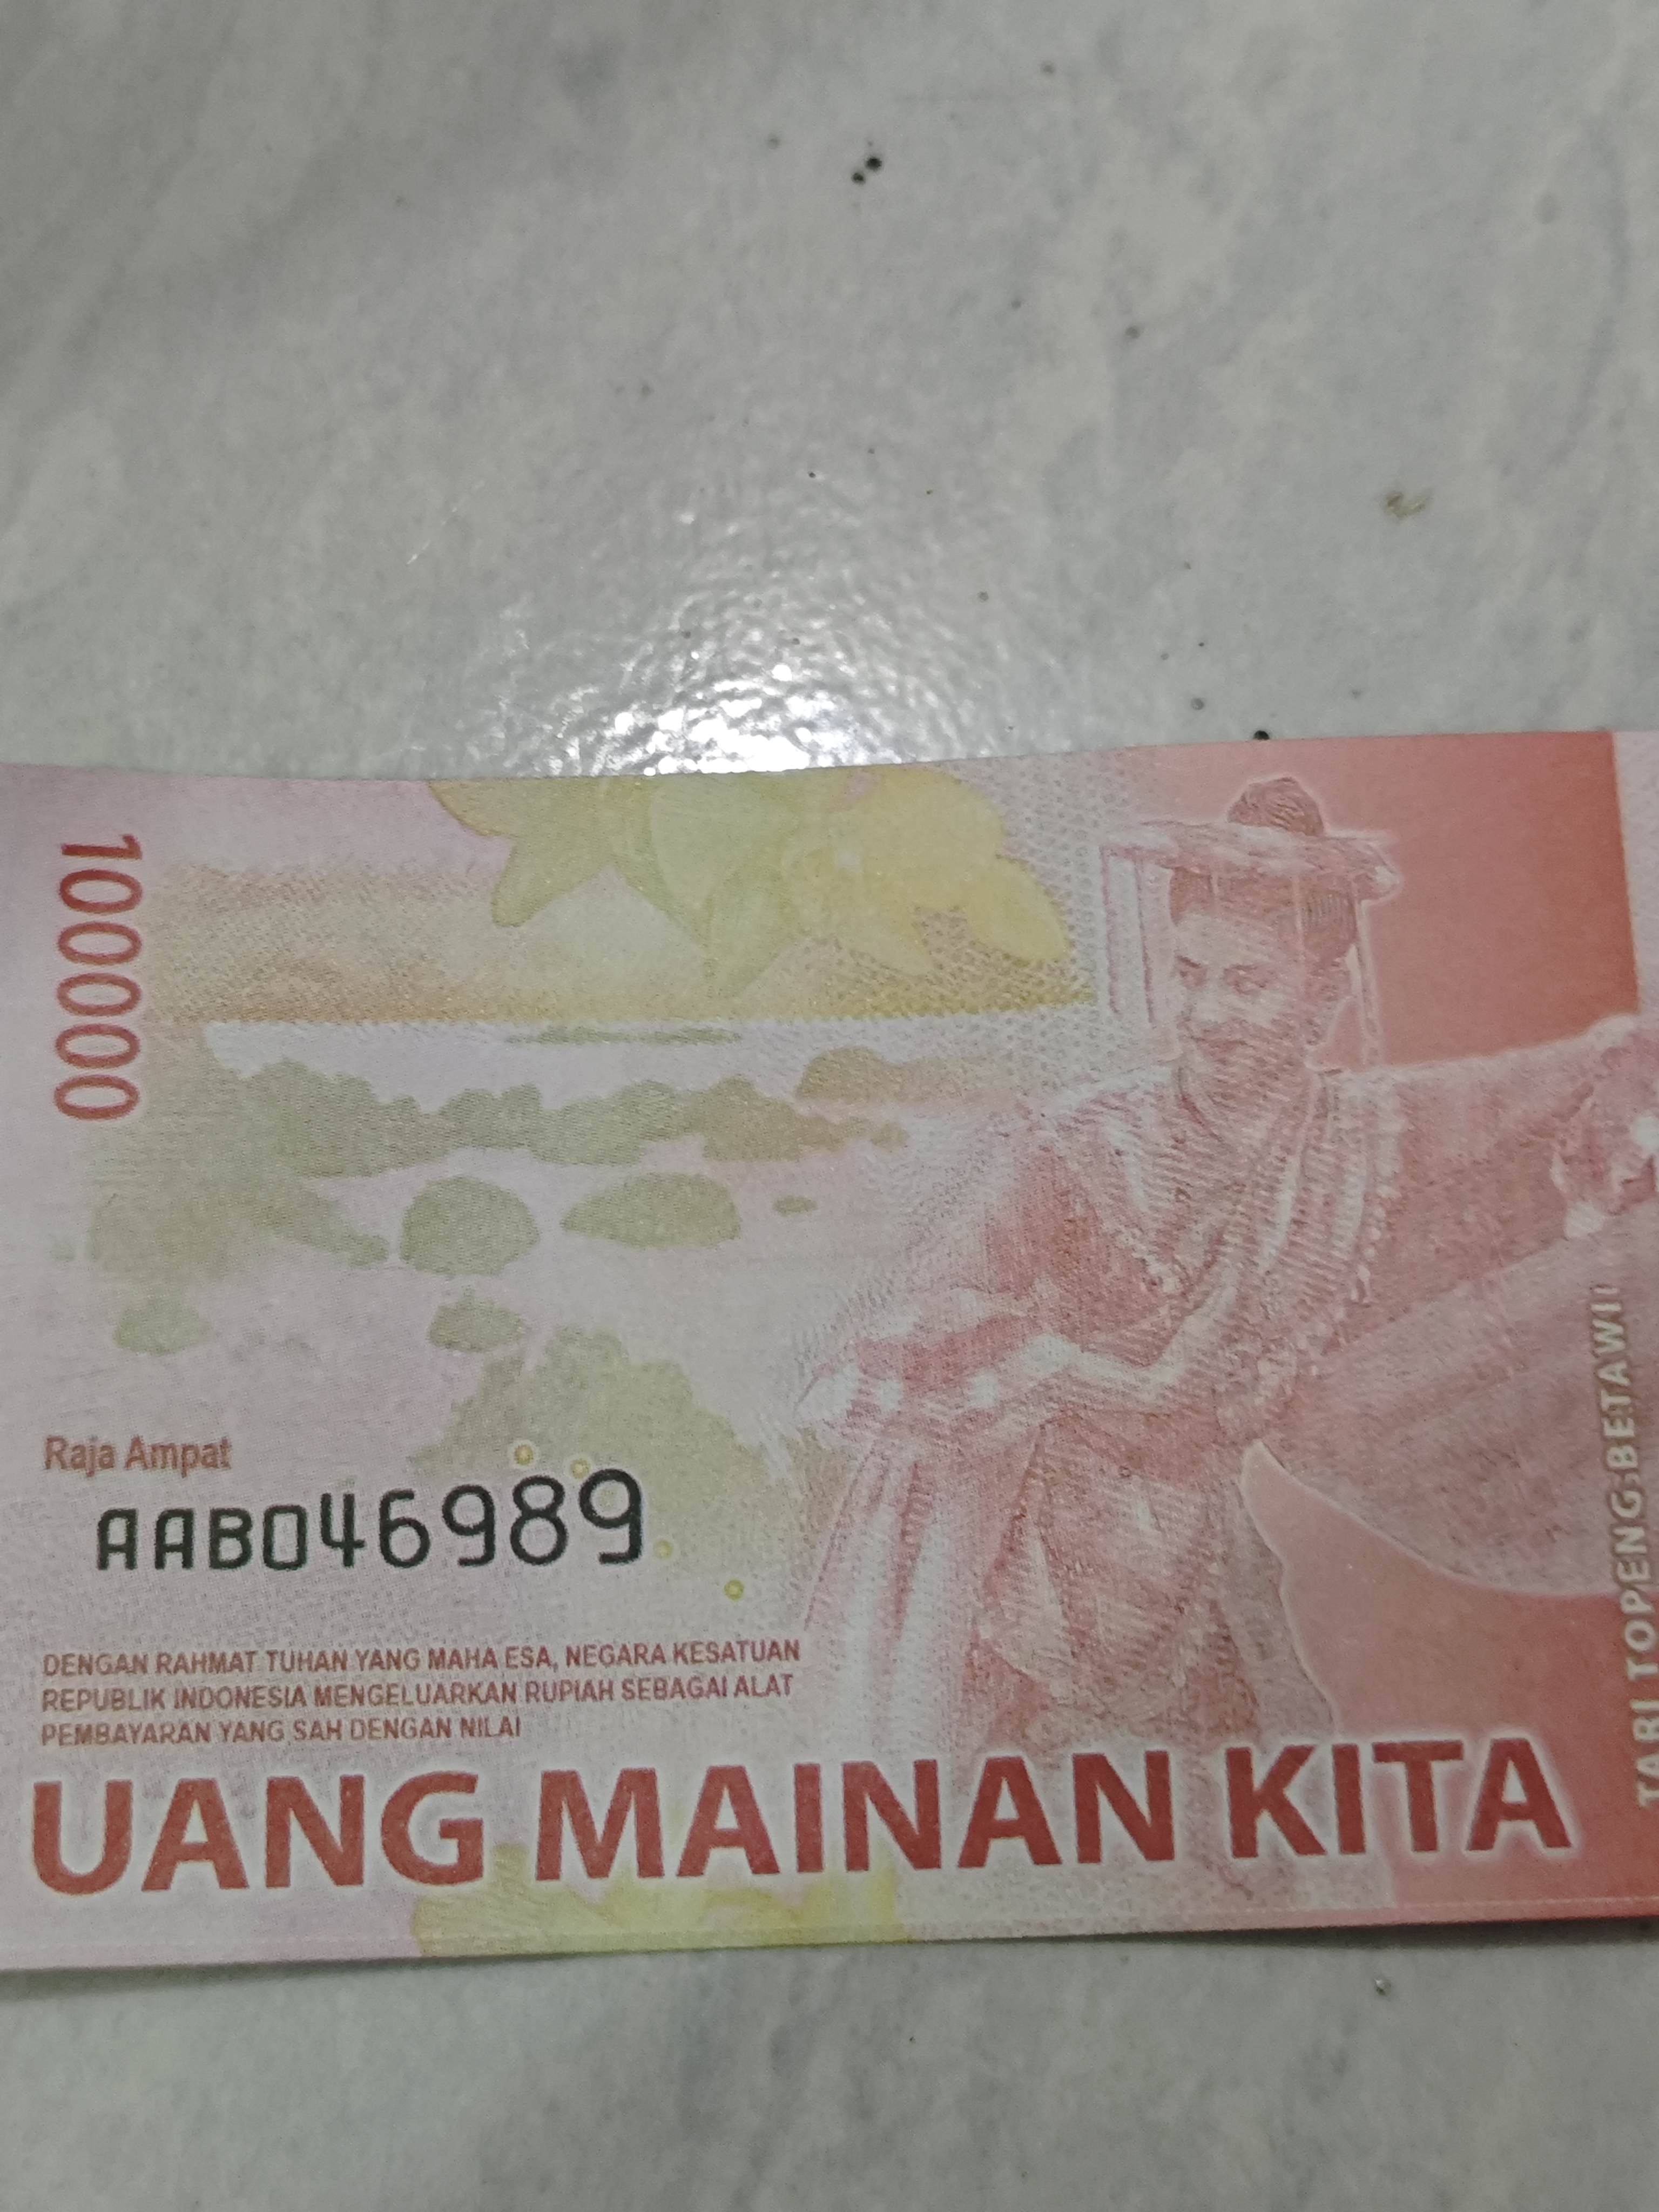 100000
Raja Ampat
AAB046989
DENGAN RAHMAT TUHAN YANG MAHA ESA, NEGARA KESATUAN
REPUBLIK INDONESIA MENGELUARKAN RUPIAH SEBAGAI ALAT
PEMBAYARAN YANG SAH DENGAN NILAI
UANG MAINAN KITA
TARI TOPENG BETAWI